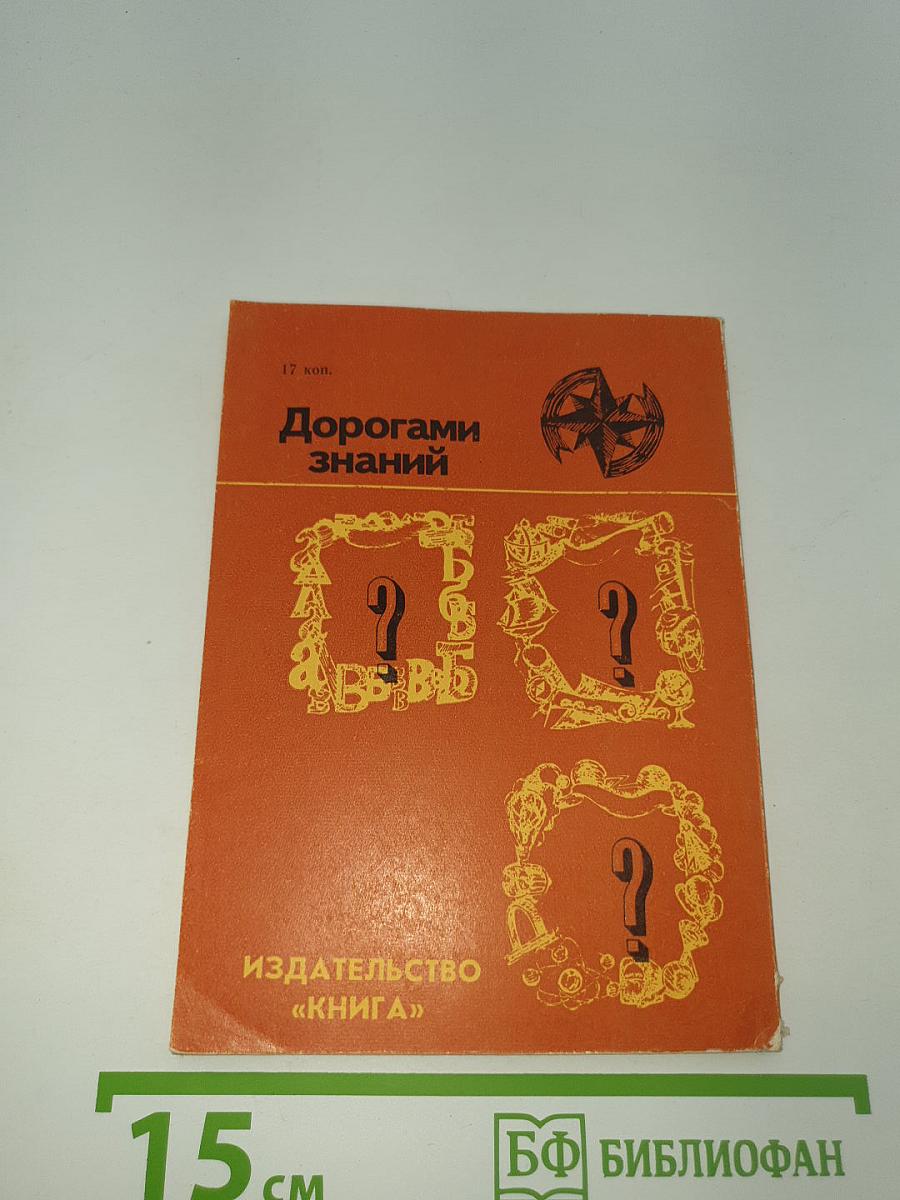 17 коп.
Дорогами
знаний
?
?
?
ИЗДАТЕЛЬСТВО
«КНИГА»
15 см
БФ БИБЛИОФАН